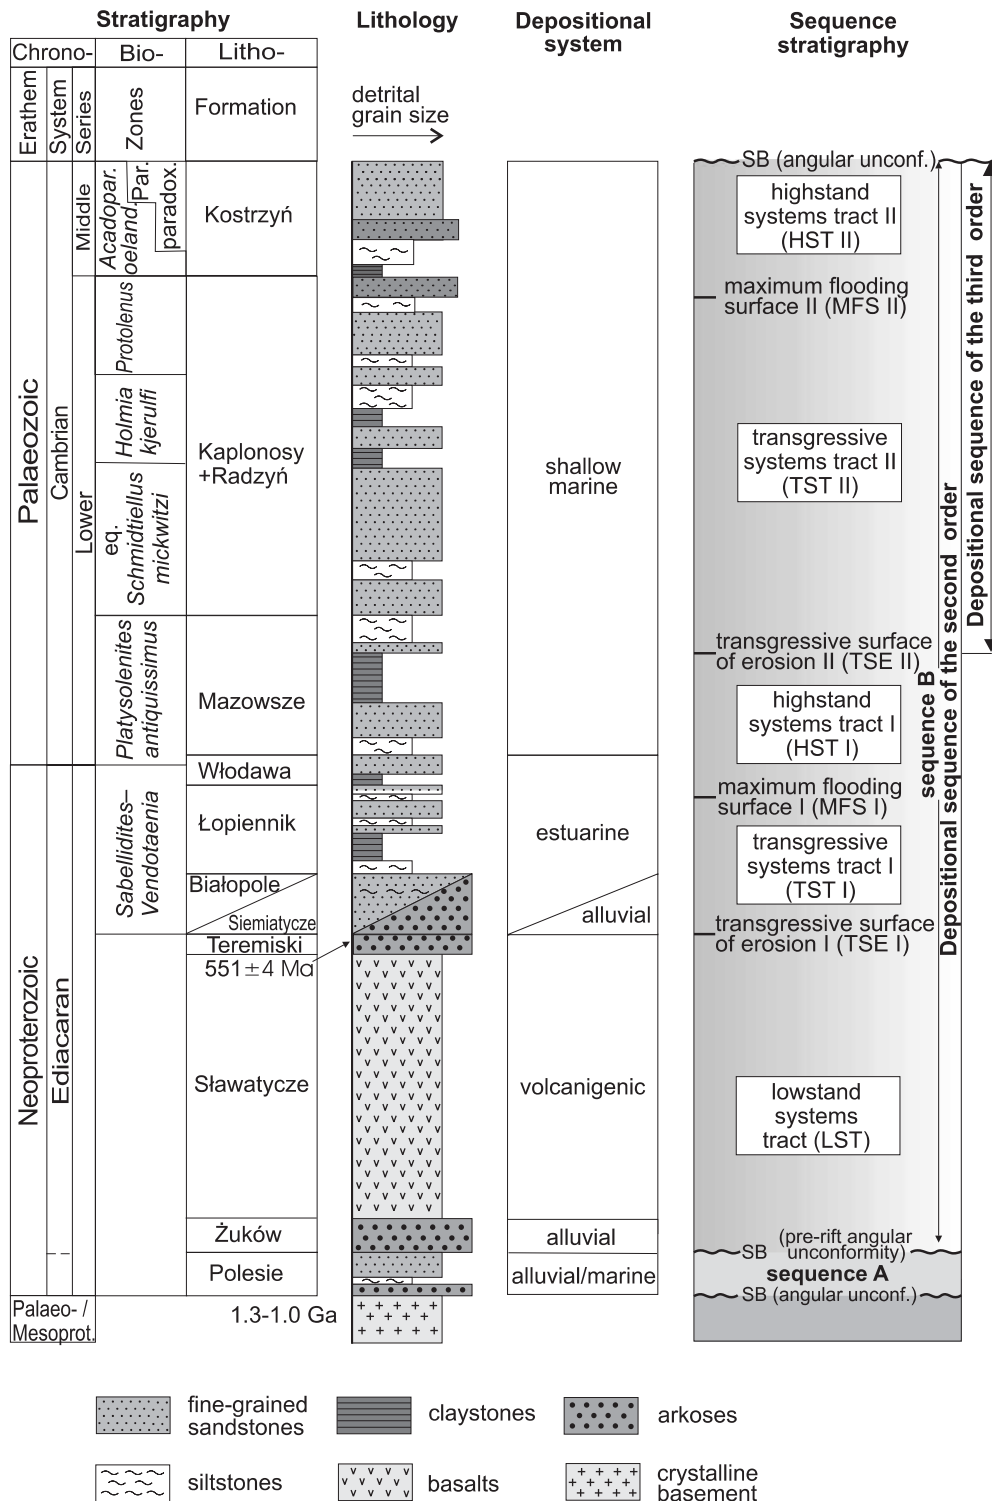 Stratigraphy
Lithology
Depositional
system
Sequence
stratigraphy
Chrono-
Bio-
Litho-
Erathem
System
Series
Zones
Formation
detrital
grain size
Palaeozoic
Cambrian
Middle
Lower
Acadopar.
oeland.
Par.
paradox.
Protolenus
Holmia
kjerulfi
eq.
Schmidtiellus
mickwitzi
Platysolenites
antiquissimus
Neoproterozoic
Ediacaran
Sabellidites–
Vendotaenia
Palaeo- /
Mesoprot.
Kostrzyń
Kaplonosy
+Radzyń
Mazowsze
Włodawa
Łopiennik
Białopole
Siemiatycze
Teremiski
551±4 Ma
Sławatycze
Żuków
Polesie
1.3-1.0 Ga
shallow
marine
estuarine
alluvial
volcanigenic
alluvial
alluvial/marine
SB (angular unconf.)
highstand
systems tract II
(HST II)
maximum flooding
surface II (MFS II)
transgressive
systems tract II
(TST II)
transgressive surface
of erosion II (TSE II)
highstand
systems tract I
(HST I)
maximum flooding
surface I (MFS I)
transgressive
systems tract I
(TST I)
transgressive surface
of erosion I (TSE I)
lowstand
systems
tract (LST)
(pre-rift angular
SB unconformity)
sequence A
SB (angular unconf.)
sequence B
Depositional sequence of the second order
Depositional sequence of the third order
fine-grained
sandstones
claystones
arkoses
siltstones
basalts
crystalline
basement